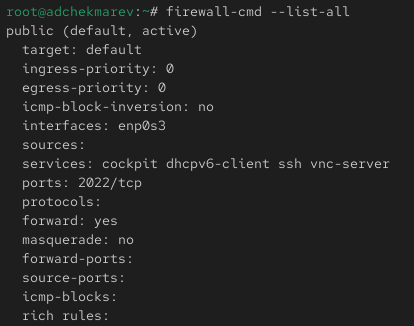 root@adchekmarev:~# firewall-cmd --list-all
public (default, active)
  target: default
  ingress-priority: 0
  egress-priority: 0
  icmp-block-inversion: no
  interfaces: enp0s3
  sources:
  services: cockpit dhcpv6-client ssh vnc-server
  ports: 2022/tcp
  protocols:
  forward: yes
  masquerade: no
  forward-ports:
  source-ports:
  icmp-blocks:
  rich rules: